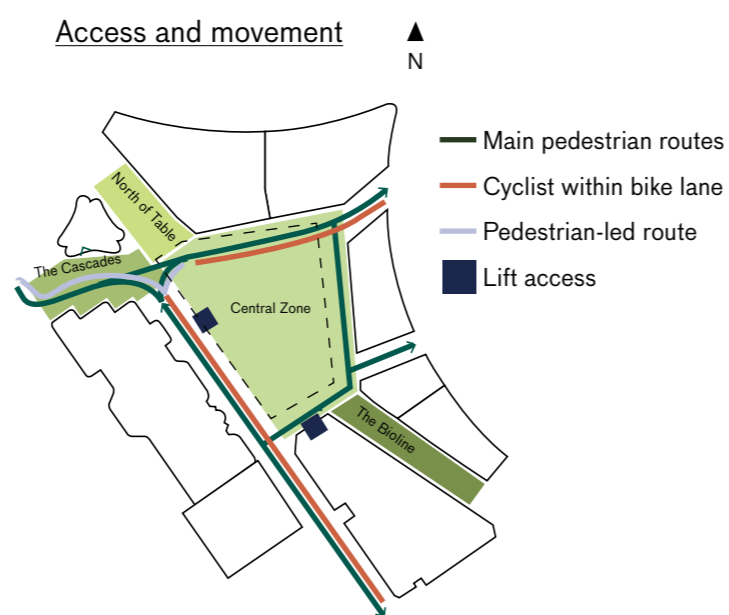 Access and movement
N
Main pedestrian routes
Cyclist within bike lane
Pedestrian-led route
Lift access
North of Table
The Cascades
Central Zone
The Bioline